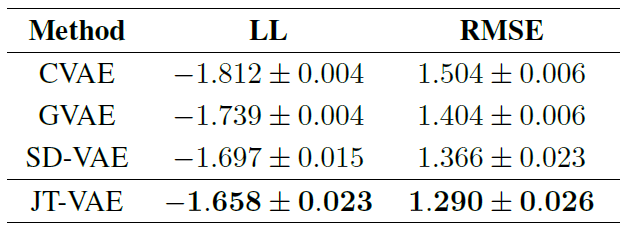 Method LL RMSE
CVAE −1.812 ± 0.004 1.504 ± 0.006
GVAE −1.739 ± 0.004 1.404 ± 0.006
SD-VAE −1.697 ± 0.015 1.366 ± 0.023
JT-VAE −1.658 ± 0.023 1.290 ± 0.026